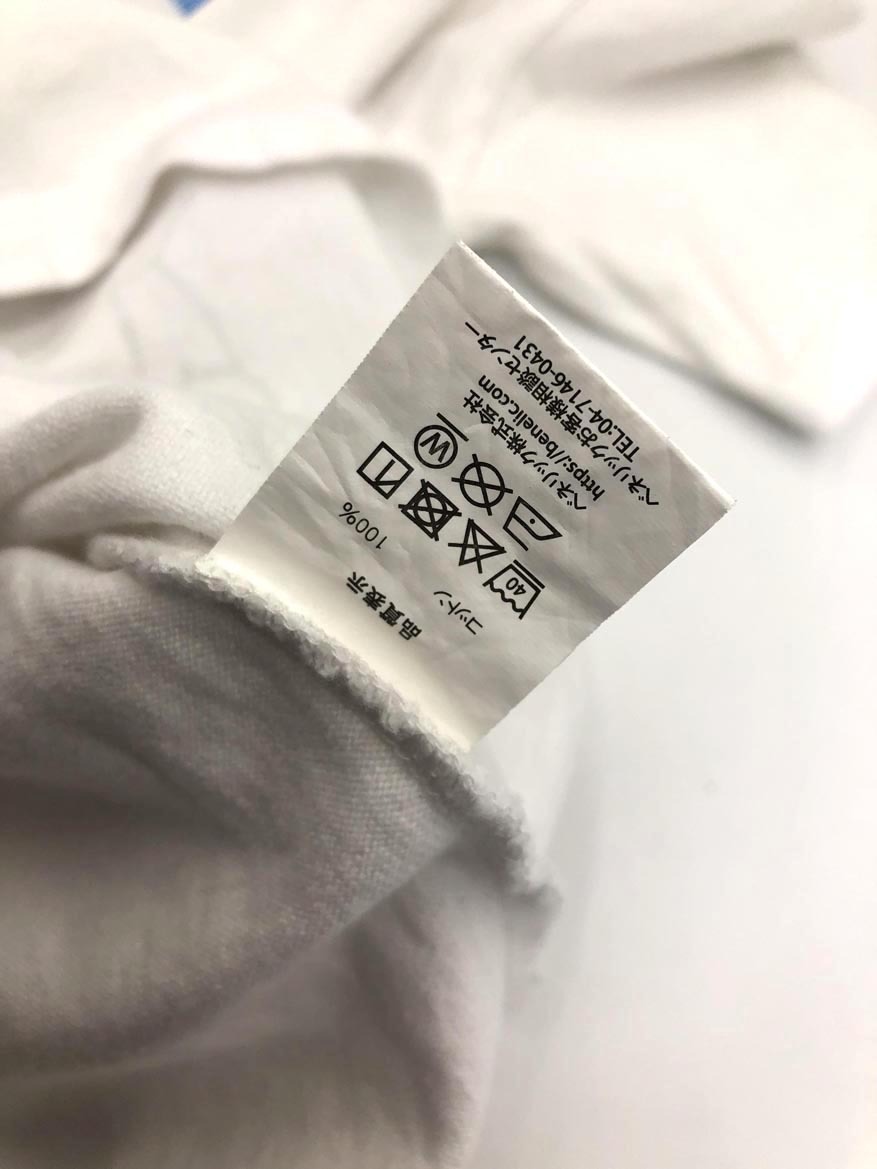 品質表示
コットン 100%
40
W
ベネリック株式会社
https://benelic.com
ベネリックお客様相談センター
TEL:04-7146-0431